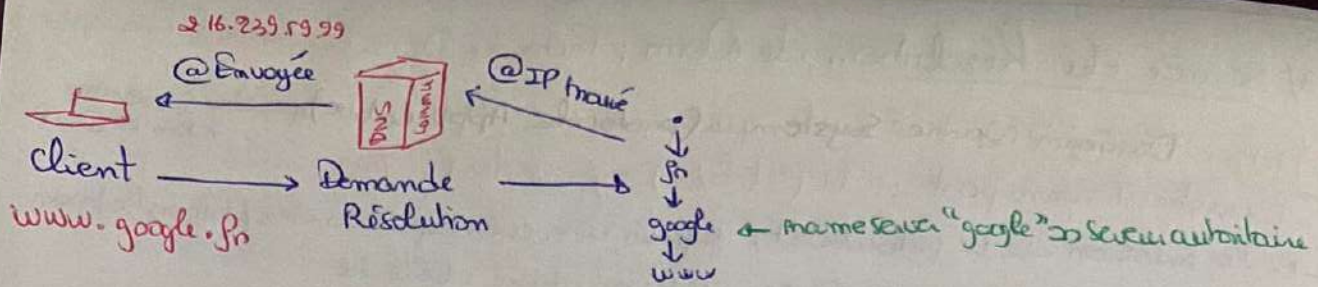 216.239.59.99
@Envoyée
@IP trouvé
DNS
.
Client
Demande
fr
www.google.fr
Résolution
google ← nameserver "google" => serveur autoritaire
www